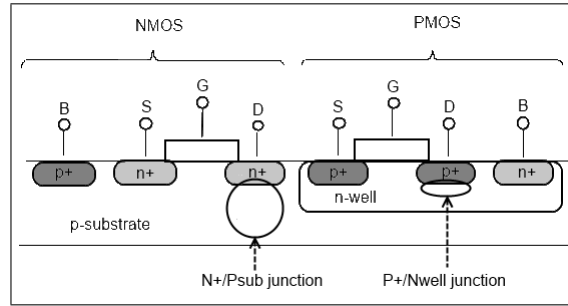 NMOS PMOS
G G
B S D S D B
p+ n+ n+ p+ p+ n+
n-well
p-substrate
N+/Psub junction P+/Nwell junction